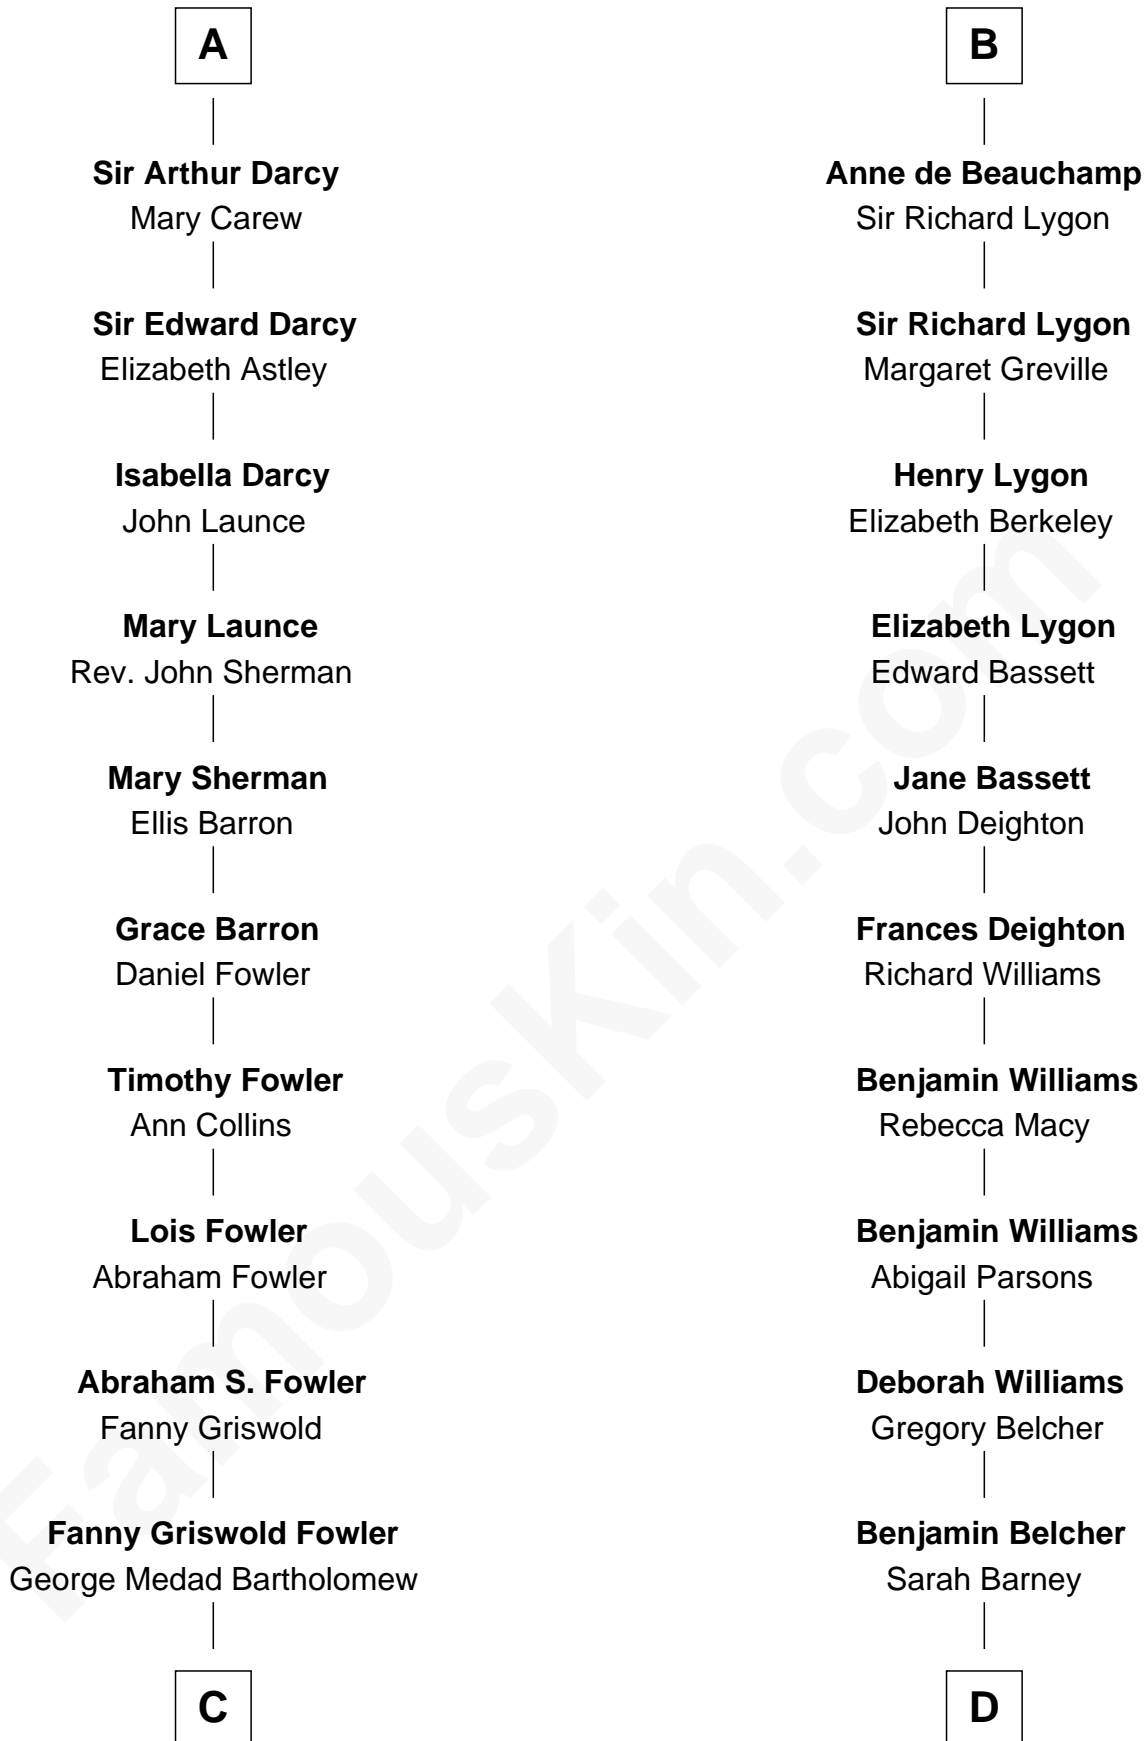 A
Sir Arthur Darcy
Mary Carew
Sir Edward Darcy
Elizabeth Astley
Isabella Darcy
John Launce
Mary Launce
Rev. John Sherman
Mary Sherman
Ellis Barron
Grace Barron
Daniel Fowler
Timothy Fowler
Ann Collins
Lois Fowler
Abraham Fowler
Abraham S. Fowler
Fanny Griswold
Fanny Griswold Fowler
George Medad Bartholomew
C
B
Anne de Beauchamp
Sir Richard Lygon
Sir Richard Lygon
Margaret Greville
Henry Lygon
Elizabeth Berkeley
Elizabeth Lygon
Edward Bassett
Jane Bassett
John Deighton
Frances Deighton
Richard Williams
Benjamin Williams
Rebecca Macy
Benjamin Williams
Abigail Parsons
Deborah Williams
Gregory Belcher
Benjamin Belcher
Sarah Barney
D
FamousKin.com